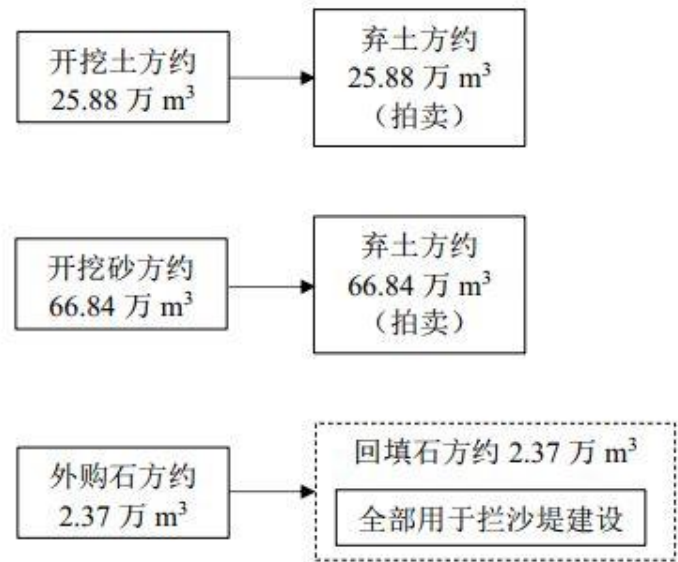 开挖土方约
25.88 万 m³
弃土方约
25.88 万 m³
（拍卖）
开挖砂方约
66.84 万 m³
弃土方约
66.84 万 m³
（拍卖）
外购石方约
2.37 万 m³
回填石方约 2.37 万 m³
全部用于拦沙堤建设